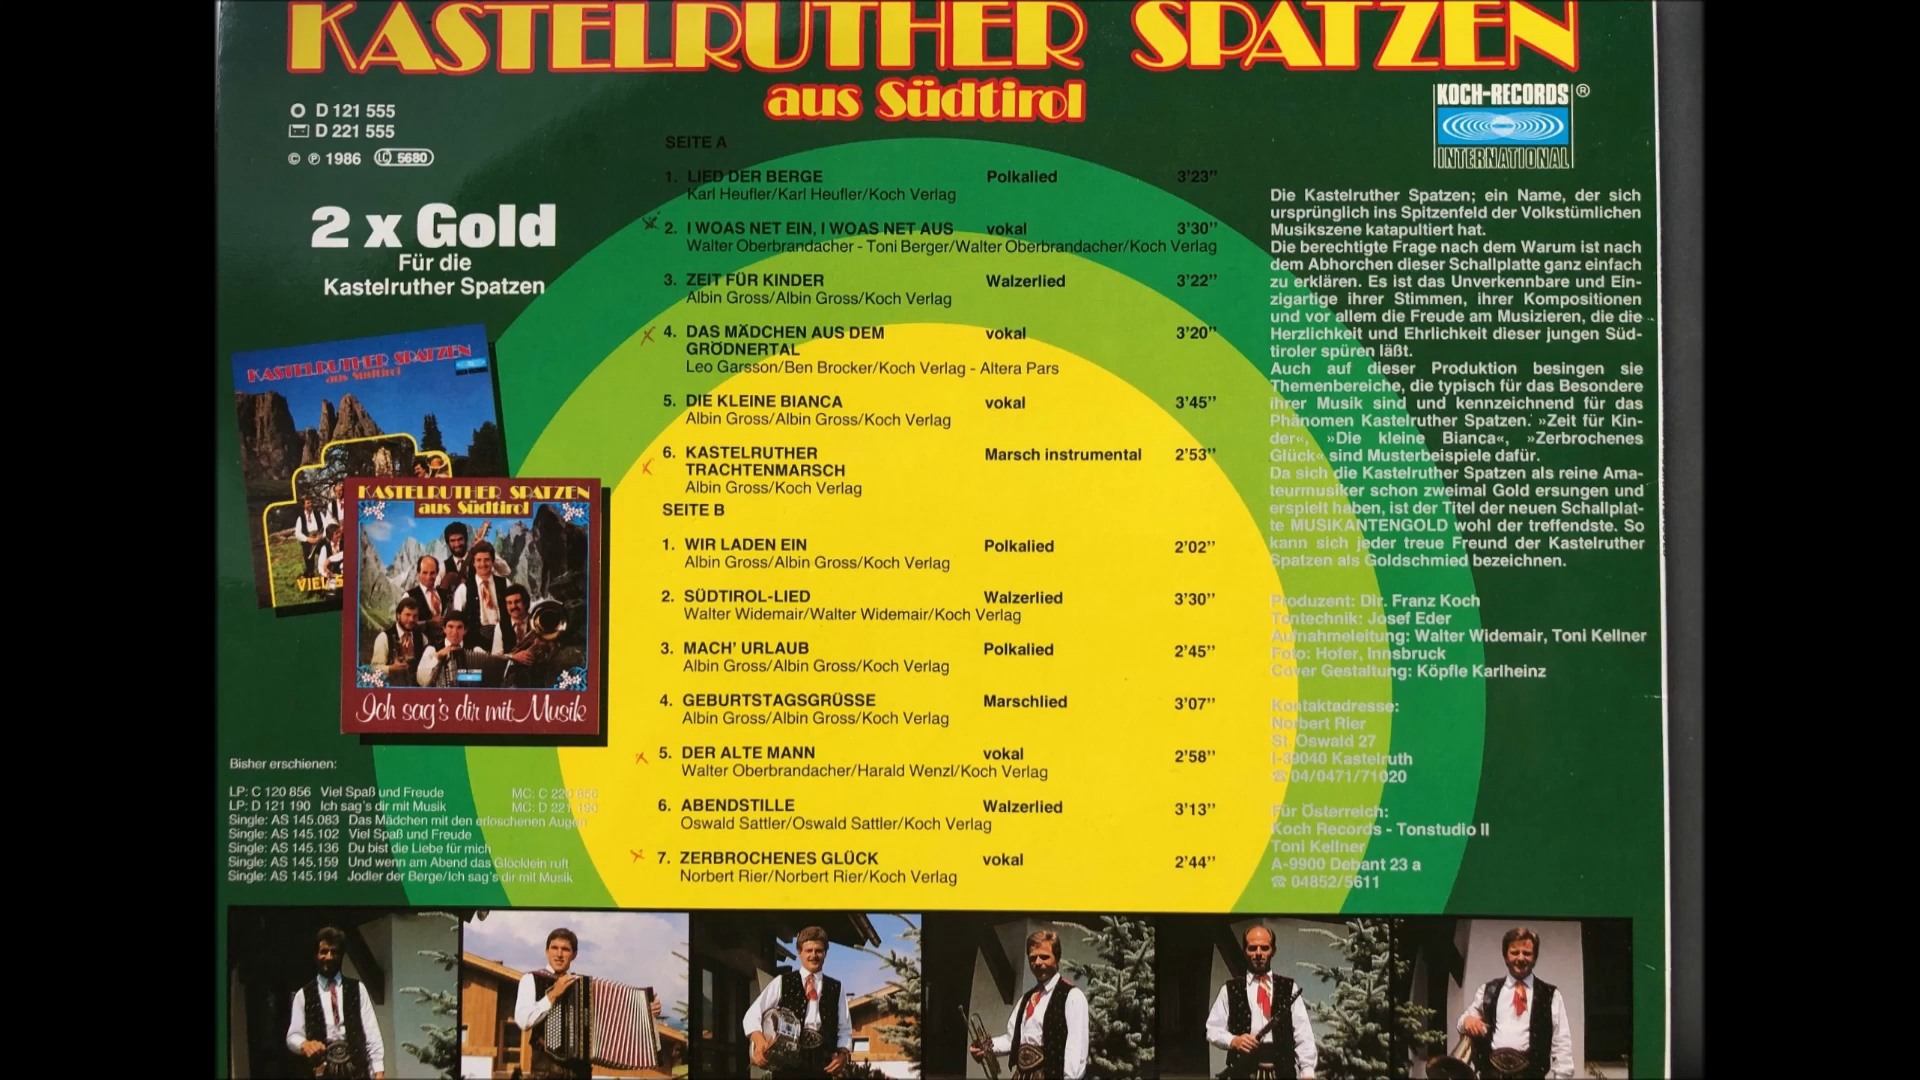 KASTELRUTHER SPATZEN
aus Südtirol
D 121 555
D 221 555
© ℗ 1986 LC 5680
2 x Gold
Für die
Kastelruther Spatzen
KASTELRUTHER SPATZEN
aus Südtirol
VIEL S
KASTELRUTHER SPATZEN
aus Südtirol
Ich sag's dir mit Musik
Bisher erschienen:
LP: C 120 856 Viel Spaß und Freude MC: C 220 856
LP: D 121 190 Ich sag's dir mit Musik MC: D 221 190
Single: AS 145.083 Das Mädchen mit den erloschenen Augen
Single: AS 145.102 Viel Spaß und Freude
Single: AS 145.136 Du bist die Liebe für mich
Single: AS 145.159 Und wenn am Abend das Glöcklein ruft
Single: AS 145.194 Jodler der Berge/Ich sag's dir mit Musik
SEITE A
1. LIED DER BERGE Polkalied 3'23''
Karl Heufler/Karl Heufler/Koch Verlag
2. I WOAS NET EIN, I WOAS NET AUS vokal 3'30''
Walter Oberbrandacher - Toni Berger/Walter Oberbrandacher/Koch Verlag
3. ZEIT FÜR KINDER Walzerlied 3'22''
Albin Gross/Albin Gross/Koch Verlag
4. DAS MÄDCHEN AUS DEM vokal 3'20''
GRÖDNERTAL
Leo Garsson/Ben Brocker/Koch Verlag - Altera Pars
5. DIE KLEINE BIANCA vokal 3'45''
Albin Gross/Albin Gross/Koch Verlag
6. KASTELRUTHER Marsch instrumental 2'53''
TRACHTENMARSCH
Albin Gross/Koch Verlag
SEITE B
1. WIR LADEN EIN Polkalied 2'02''
Albin Gross/Albin Gross/Koch Verlag
2. SÜDTIROL-LIED Walzerlied 3'30''
Walter Widemair/Walter Widemair/Koch Verlag
3. MACH' URLAUB Polkalied 2'45''
Albin Gross/Albin Gross/Koch Verlag
4. GEBURTSTAGSGRÜSSE Marschlied 3'07''
Albin Gross/Albin Gross/Koch Verlag
5. DER ALTE MANN vokal 2'58''
Walter Oberbrandacher/Harald Wenzl/Koch Verlag
6. ABENDSTILLE Walzerlied 3'13''
Oswald Sattler/Oswald Sattler/Koch Verlag
7. ZERBROCHENES GLÜCK vokal 2'44''
Norbert Rier/Norbert Rier/Koch Verlag
KOCH-RECORDS ®
INTERNATIONAL
Die Kastelruther Spatzen; ein Name, der sich
ursprünglich ins Spitzenfeld der Volkstümlichen
Musikszene katapultiert hat.
Die berechtigte Frage nach dem Warum ist nach
dem Abhorchen dieser Schallplatte ganz einfach
zu erklären. Es ist das Unverkennbare und Ein-
zigartige ihrer Stimmen, ihrer Kompositionen
und vor allem die Freude am Musizieren, die die
Herzlichkeit und Ehrlichkeit dieser jungen Süd-
tiroler spüren läßt.
Auch auf dieser Produktion besingen sie
Themenbereiche, die typisch für das Besondere
ihrer Musik sind und kennzeichnend für das
Phänomen Kastelruther Spatzen. »Zeit für Kin-
der«, »Die kleine Bianca«, »Zerbrochenes
Glück« sind Musterbeispiele dafür.
Da sich die Kastelruther Spatzen als reine Ama-
teurmusiker schon zweimal Gold ersungen und
erspielt haben, ist der Titel der neuen Schallplat-
te MUSIKANTENGOLD wohl der treffendste. So
kann sich jeder treue Freund der Kastelruther
Spatzen als Goldschmied bezeichnen.
Produzent: Dir. Franz Koch
Tontechnik: Josef Eder
Aufnahmeleitung: Walter Widemair, Toni Kellner
Foto: Hofer, Innsbruck
Cover Gestaltung: Köpfle Karlheinz
Kontaktadresse:
Norbert Rier
St. Oswald 27
I-39040 Kastelruth
☎ 04/0471/71020
Für Österreich:
Koch Records - Tonstudio II
Toni Kellner
A-9900 Debant 23 a
☎ 04852/5611